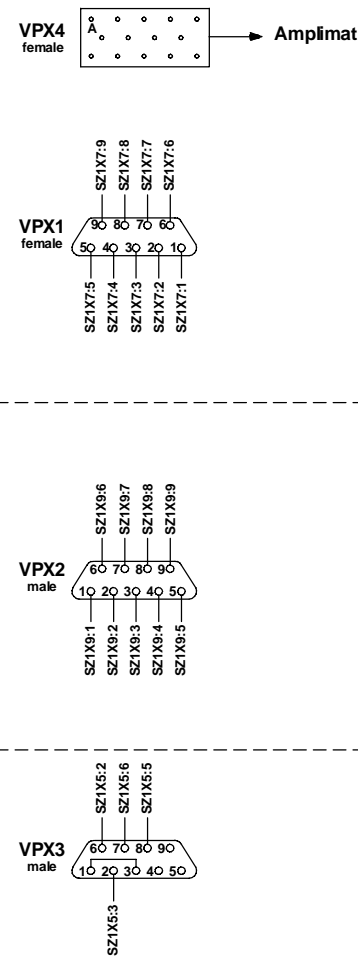 VPX4
female
A
Amplimat
SZ1X7:9
SZ1X7:8
SZ1X7:7
SZ1X7:6
VPX1
female
9 8 7 6
5 4 3 2 1
SZ1X7:5
SZ1X7:4
SZ1X7:3
SZ1X7:2
SZ1X7:1
SZ1X9:6
SZ1X9:7
SZ1X9:8
SZ1X9:9
VPX2
male
6 7 8 9
1 2 3 4 5
SZ1X9:1
SZ1X9:2
SZ1X9:3
SZ1X9:4
SZ1X9:5
SZ1X5:2
SZ1X5:6
SZ1X5:5
VPX3
male
6 7 8 9
1 2 3 4 5
SZ1X5:3